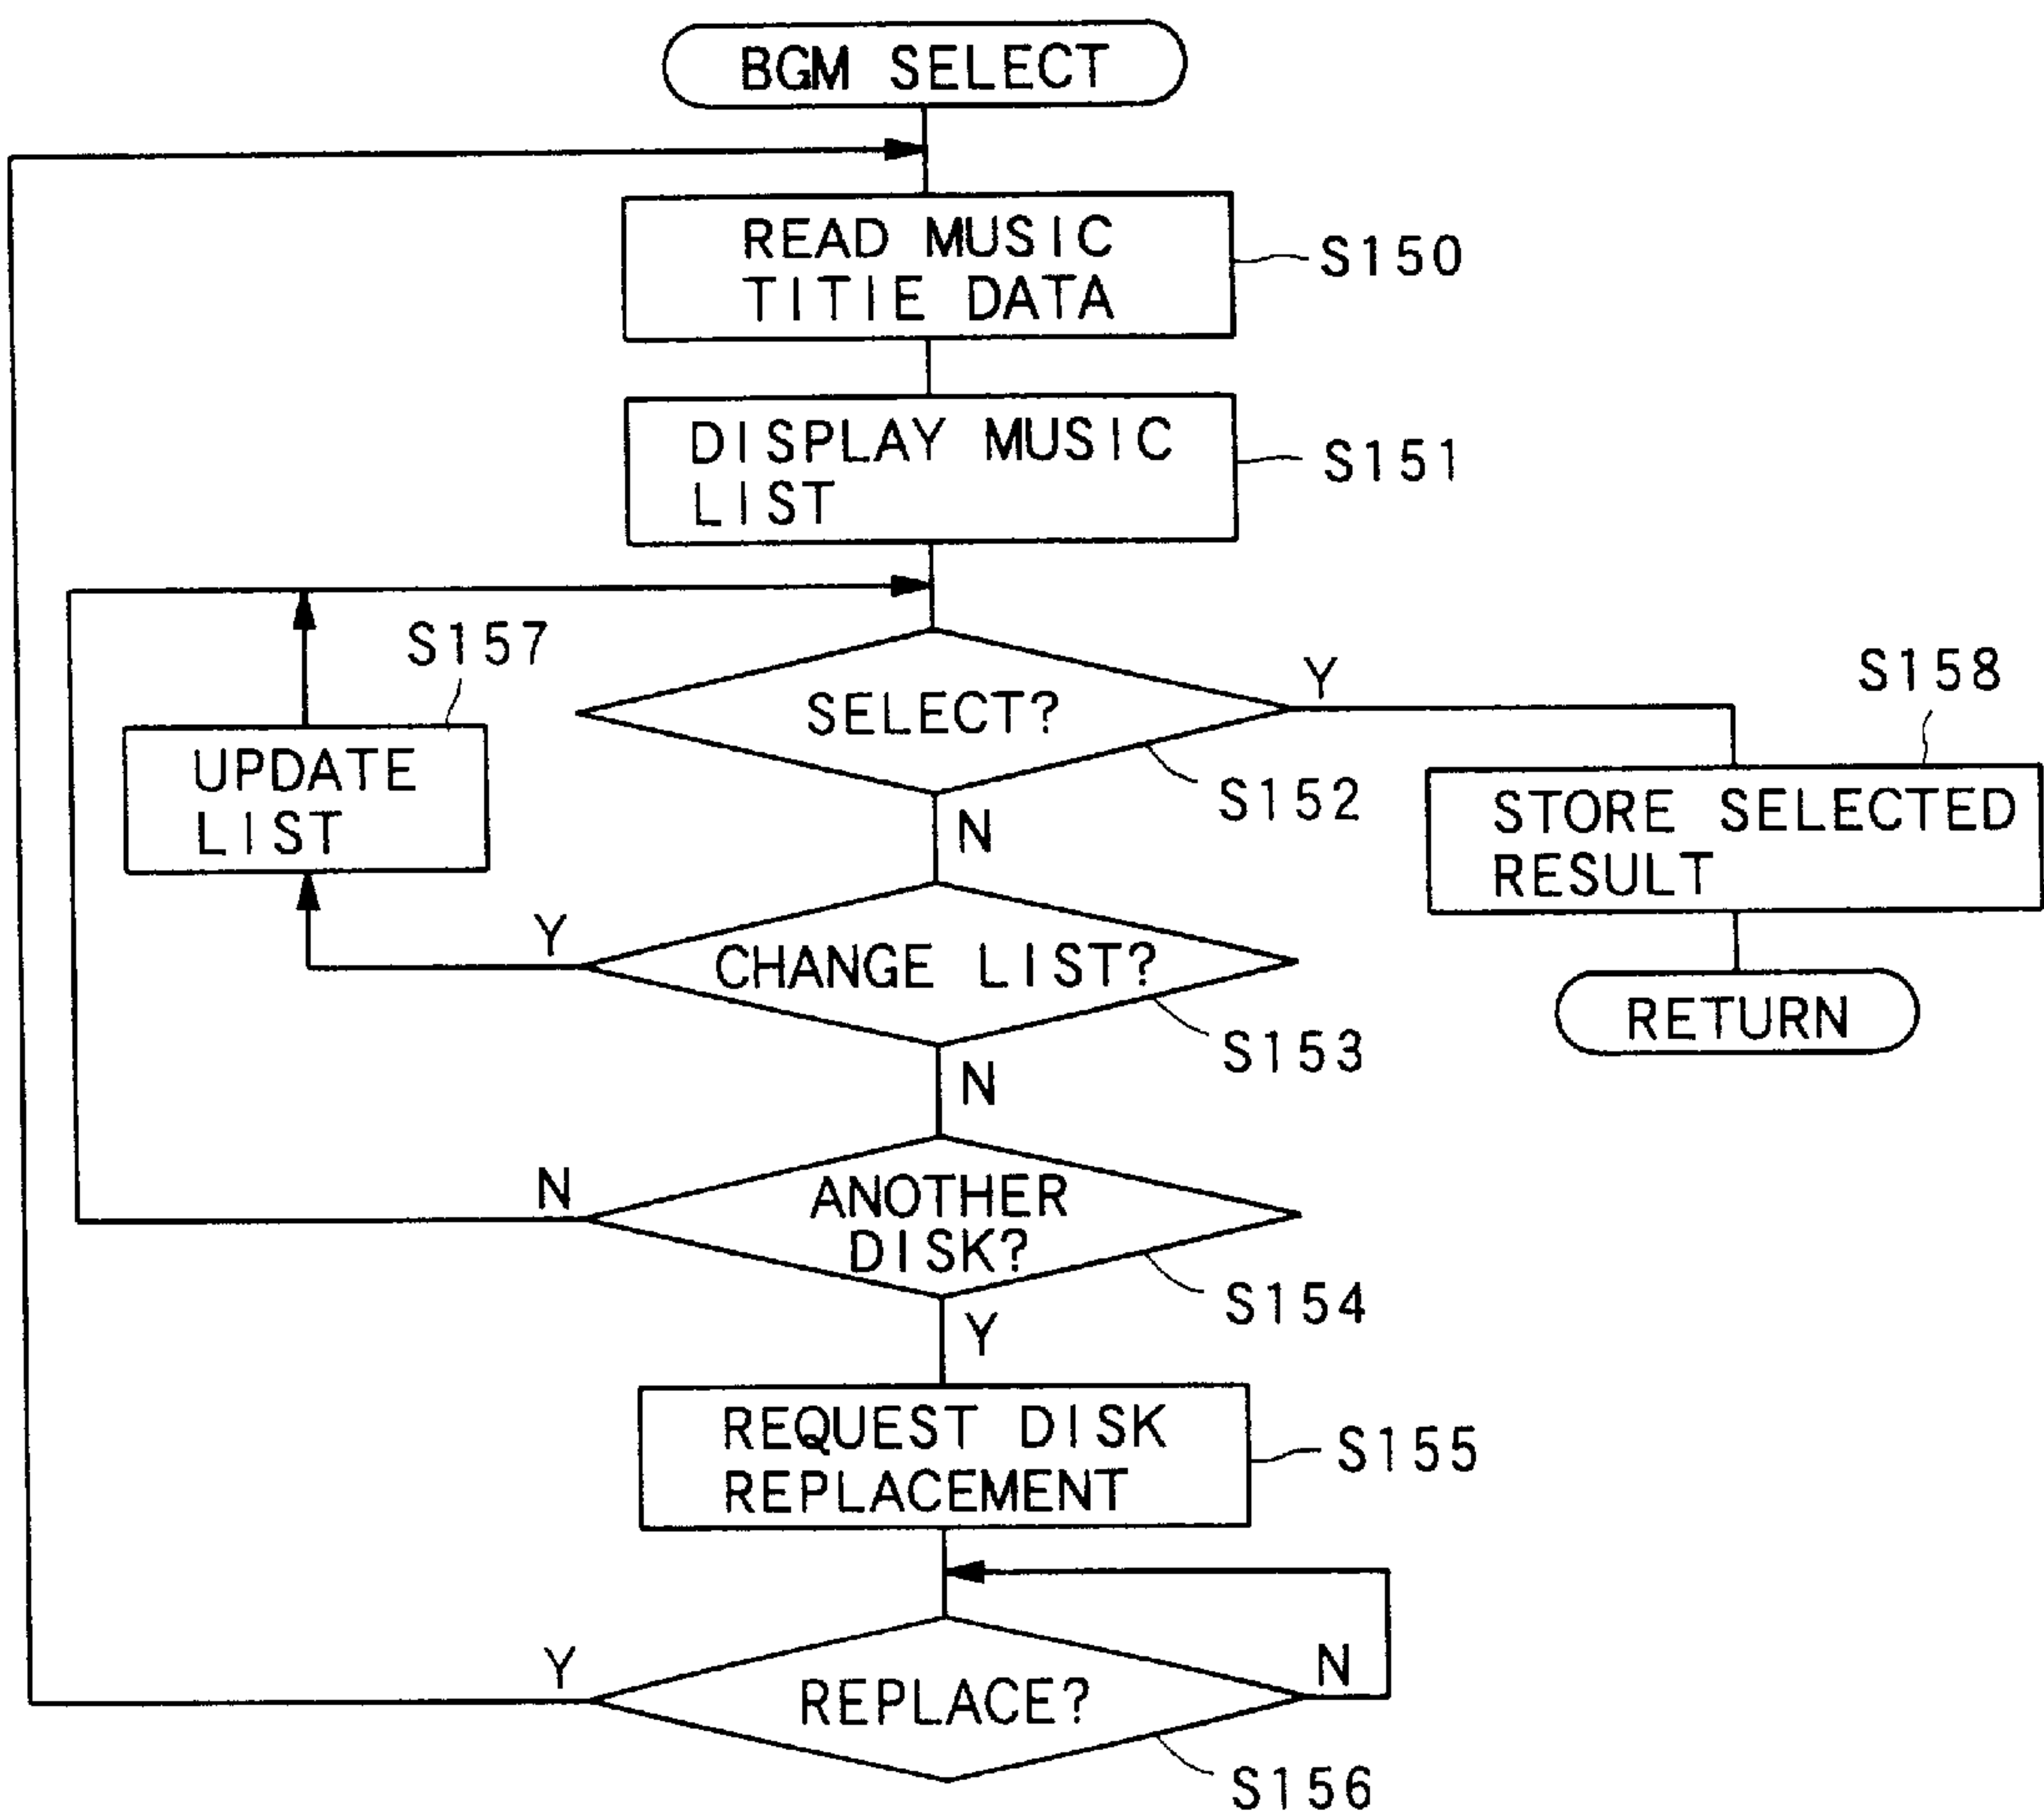 BGM SELECT
READ MUSIC
TITIE DATA
S150
DISPLAY MUSIC
LIST
S151
S157
UPDATE
LIST
SELECT?
Y
S152
N
S158
STORE SELECTED
RESULT
RETURN
Y
CHANGE LIST?
S153
N
N
ANOTHER
DISK?
S154
Y
REQUEST DISK
REPLACEMENT
S155
Y
REPLACE?
N
S156